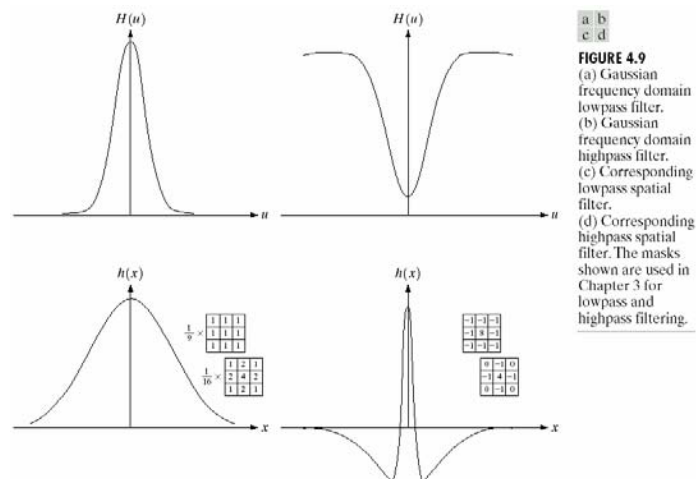 H(u)
H(u)
a b
c d
FIGURE 4.9
(a) Gaussian
frequency domain
lowpass filter.
(b) Gaussian
frequency domain
highpass filter.
(c) Corresponding
lowpass spatial
filter.
(d) Corresponding
highpass spatial
filter. The masks
shown are used in
Chapter 3 for
lowpass and
highpass filtering.
u
u
h(x)
h(x)
1/9 ×
1 1 1
1 1 1
1 1 1
1/16 ×
1 2 1
2 4 2
1 2 1
−1 −1 −1
−1 8 −1
−1 −1 −1
0 −1 0
−1 4 −1
0 −1 0
x
x